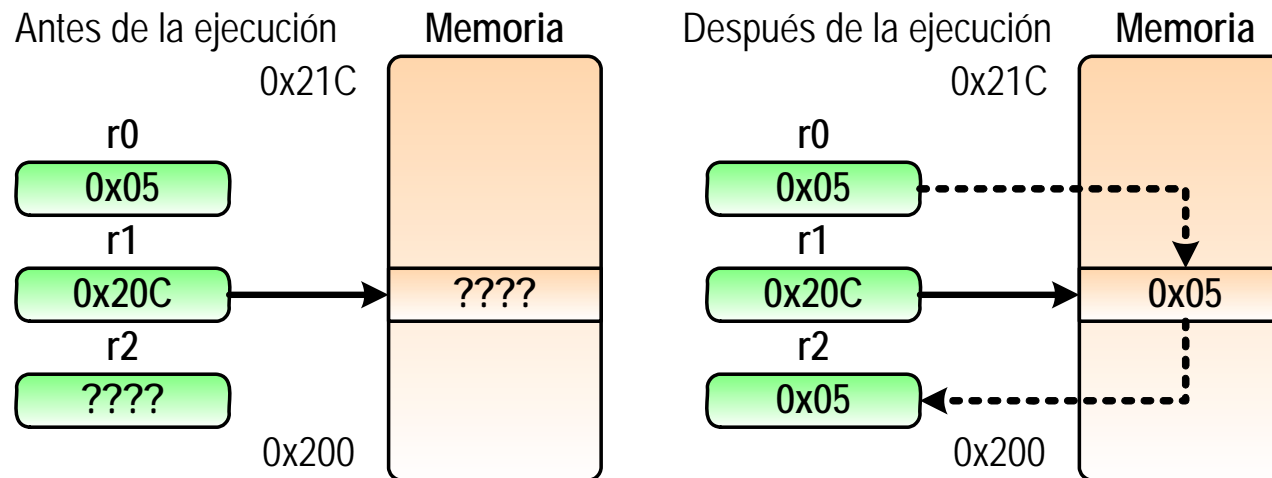 Antes de la ejecución
Memoria
0x21C
r0
0x05
r1
0x20C
????
r2
????
0x200
Después de la ejecución
Memoria
0x21C
r0
0x05
r1
0x20C
0x05
r2
0x05
0x200